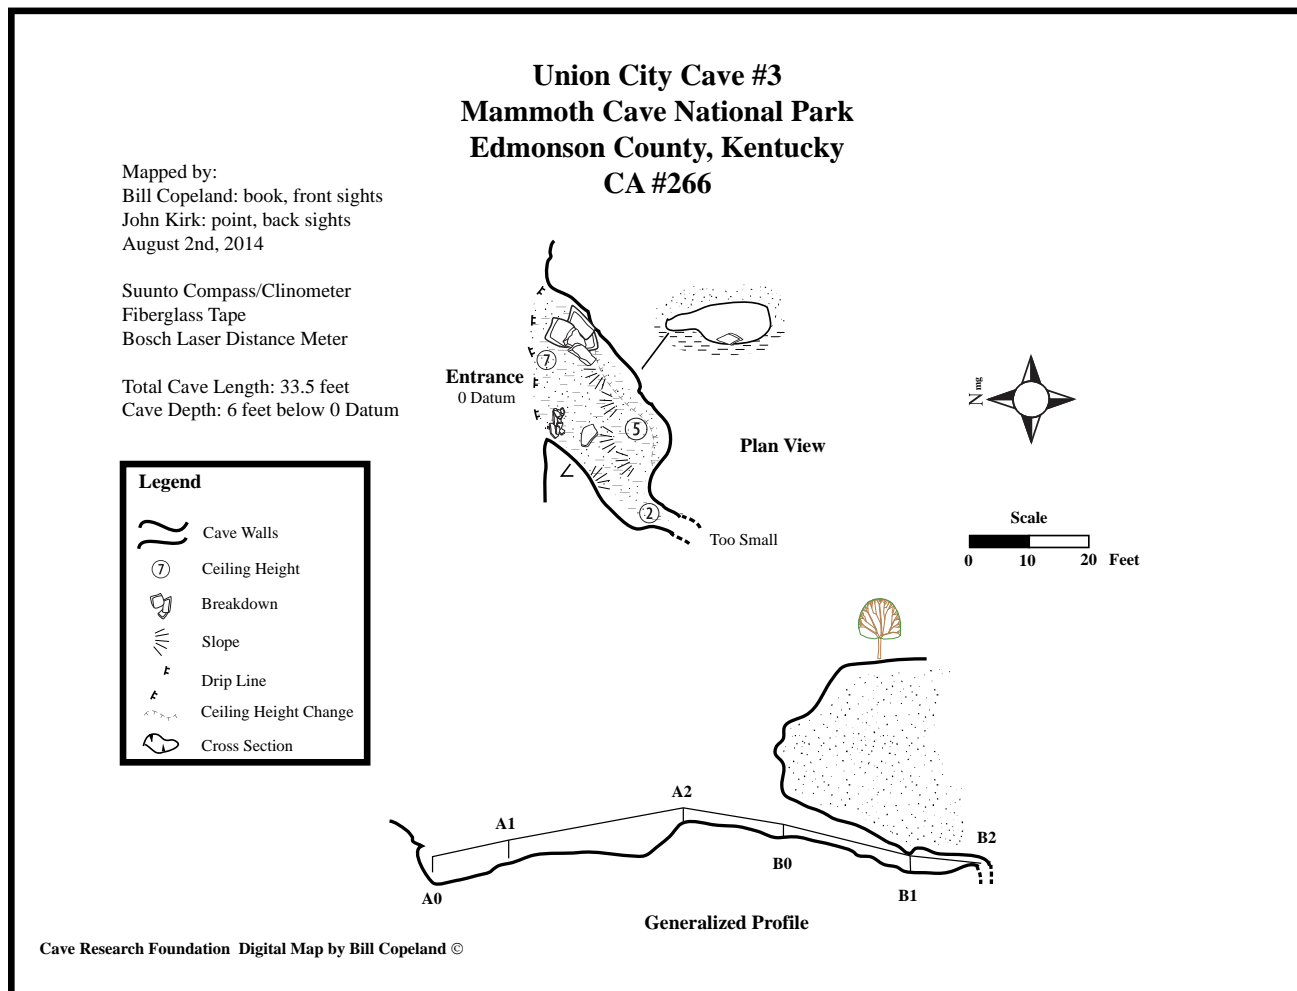 Union City Cave #3
Mammoth Cave National Park
Edmonson County, Kentucky
CA #266
Mapped by:
Bill Copeland: book, front sights
John Kirk: point, back sights
August 2nd, 2014
Suunto Compass/Clinometer
Fiberglass Tape
Bosch Laser Distance Meter
Total Cave Length: 33.5 feet
Cave Depth: 6 feet below 0 Datum
7
Entrance
0 Datum
5
2
Too Small
Plan View
N mg
Scale
0 10 20 Feet
Legend
Cave Walls
7 Ceiling Height
Breakdown
Slope
Drip Line
Ceiling Height Change
Cross Section
A0
A1
A2
B0
B1
B2
Generalized Profile
Cave Research Foundation Digital Map by Bill Copeland ©